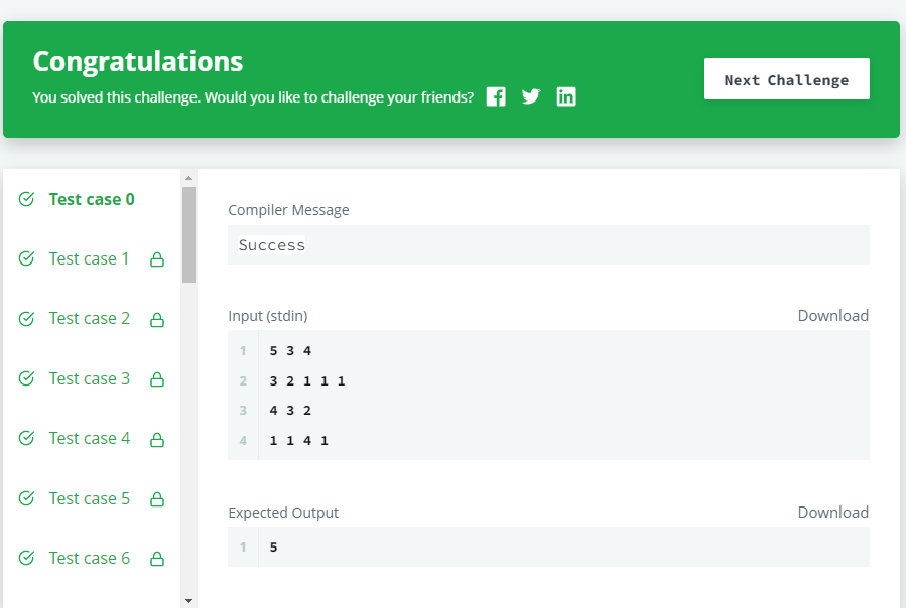 Congratulations
You solved this challenge. Would you like to challenge your friends?
Next Challenge
Test case 0
Test case 1
Test case 2
Test case 3
Test case 4
Test case 5
Test case 6
Compiler Message
Success
Input (stdin)
Download
1 5 3 4
2 3 2 1 1 1
3 4 3 2
4 1 1 4 1
Expected Output
Download
1 5